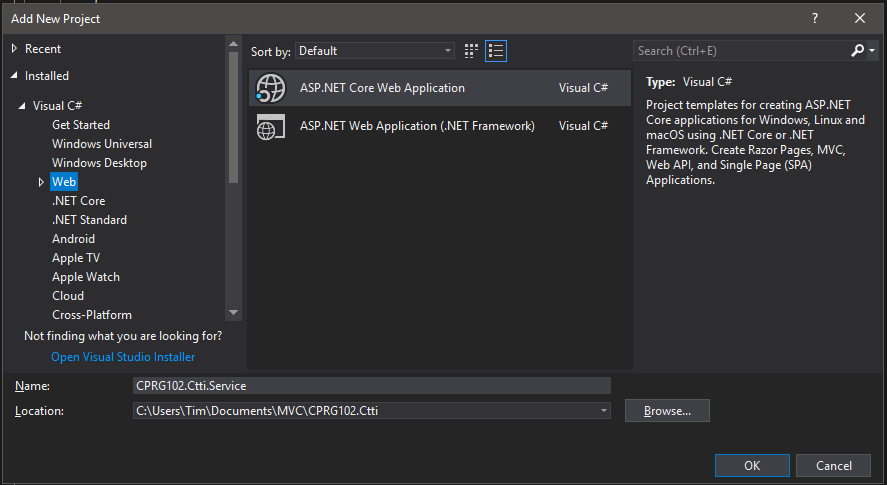 Add New Project
?
Recent
Installed
Visual C#
Get Started
Windows Universal
Windows Desktop
Web
.NET Core
.NET Standard
Android
Apple TV
Apple Watch
Cloud
Cross-Platform
Not finding what you are looking for?
Open Visual Studio Installer
Sort by: Default
ASP.NET Core Web Application Visual C#
ASP.NET Web Application (.NET Framework) Visual C#
Search (Ctrl+E)
Type: Visual C#
Project templates for creating ASP.NET
Core applications for Windows, Linux and
macOS using .NET Core or .NET
Framework. Create Razor Pages, MVC,
Web API, and Single Page (SPA)
Applications.
Name: CPRG102.Ctti.Service
Location: C:\Users\Tim\Documents\MVC\CPRG102.Ctti
Browse...
OK Cancel